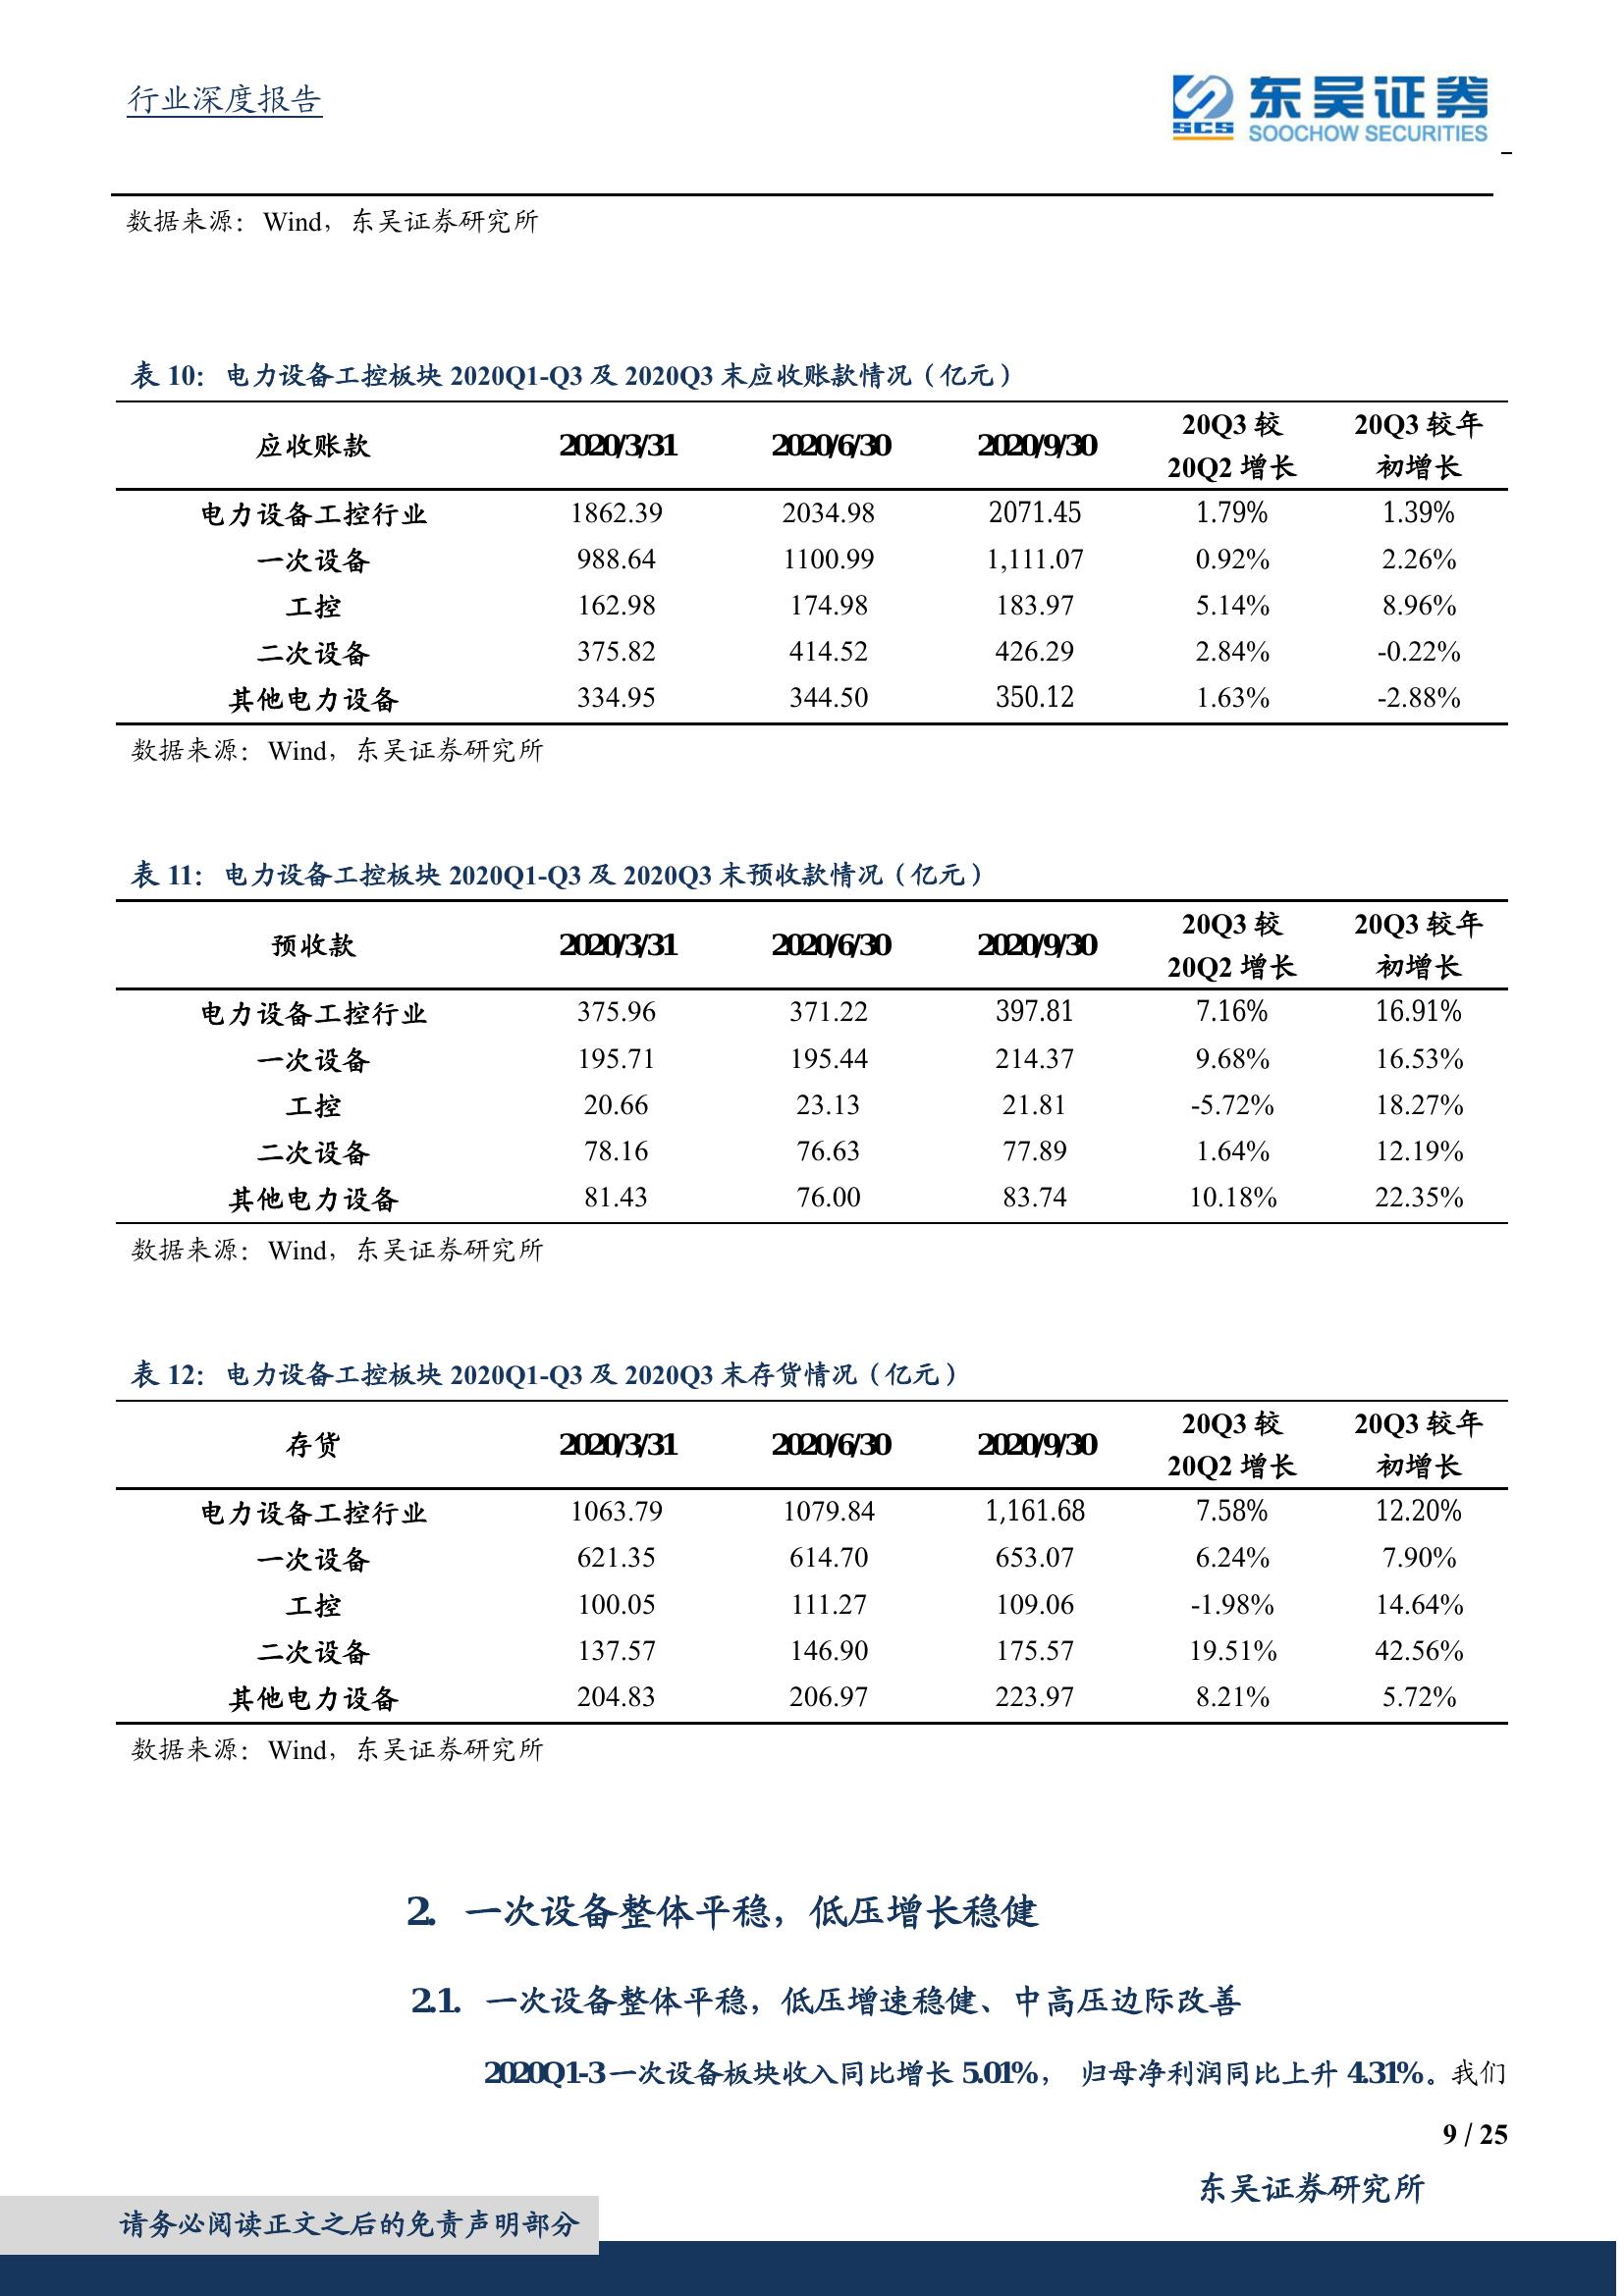 行业深度报告
SCS 东吴证券
SOOCHOW SECURITIES
数据来源：Wind，东吴证券研究所
表 10：电力设备工控板块 2020Q1-Q3 及 2020Q3 末应收账款情况（亿元）
应收账款 2020/3/31 2020/6/30 2020/9/30 20Q3 较 20Q2 增长 20Q3 较年初增长
电力设备工控行业 1862.39 2034.98 2071.45 1.79% 1.39%
一次设备 988.64 1100.99 1,111.07 0.92% 2.26%
工控 162.98 174.98 183.97 5.14% 8.96%
二次设备 375.82 414.52 426.29 2.84% -0.22%
其他电力设备 334.95 344.50 350.12 1.63% -2.88%
数据来源：Wind，东吴证券研究所
表 11：电力设备工控板块 2020Q1-Q3 及 2020Q3 末预收款情况（亿元）
预收款 2020/3/31 2020/6/30 2020/9/30 20Q3 较 20Q2 增长 20Q3 较年初增长
电力设备工控行业 375.96 371.22 397.81 7.16% 16.91%
一次设备 195.71 195.44 214.37 9.68% 16.53%
工控 20.66 23.13 21.81 -5.72% 18.27%
二次设备 78.16 76.63 77.89 1.64% 12.19%
其他电力设备 81.43 76.00 83.74 10.18% 22.35%
数据来源：Wind，东吴证券研究所
表 12：电力设备工控板块 2020Q1-Q3 及 2020Q3 末存货情况（亿元）
存货 2020/3/31 2020/6/30 2020/9/30 20Q3 较 20Q2 增长 20Q3 较年初增长
电力设备工控行业 1063.79 1079.84 1,161.68 7.58% 12.20%
一次设备 621.35 614.70 653.07 6.24% 7.90%
工控 100.05 111.27 109.06 -1.98% 14.64%
二次设备 137.57 146.90 175.57 19.51% 42.56%
其他电力设备 204.83 206.97 223.97 8.21% 5.72%
数据来源：Wind，东吴证券研究所
2. 一次设备整体平稳，低压增长稳健
2.1. 一次设备整体平稳，低压增速稳健、中高压边际改善
2020Q1-3 一次设备板块收入同比增长 5.01%， 归母净利润同比上升 4.31%。我们
9 / 25
东吴证券研究所
请务必阅读正文之后的免责声明部分